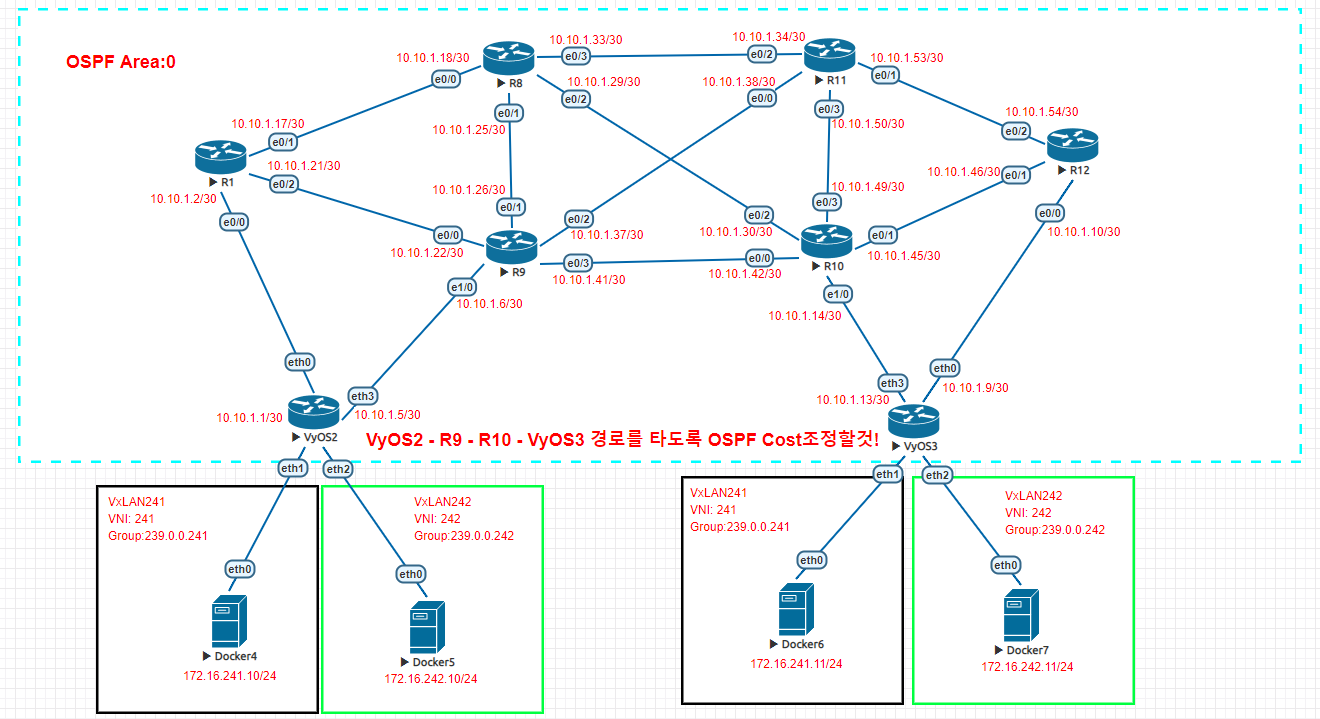 OSPF Area:0
10.10.1.18/30
e0/0
R8
10.10.1.33/30
e0/3
10.10.1.34/30
e0/2
R11
10.10.1.53/30
e0/1
10.10.1.29/30
e0/2
10.10.1.38/30
e0/0
e0/1
10.10.1.25/30
e0/3
10.10.1.50/30
10.10.1.54/30
e0/2
R12
10.10.1.17/30
e0/1
R1
10.10.1.21/30
e0/2
10.10.1.2/30
e0/0
10.10.1.26/30
e0/1
10.10.1.49/30
e0/3
10.10.1.46/30
e0/1
e0/0
10.10.1.10/30
e0/0
10.10.1.22/30
R9
e0/2
10.10.1.37/30
e0/2
10.10.1.30/30
R10
e0/1
10.10.1.45/30
e0/3
10.10.1.41/30
e0/0
10.10.1.42/30
e1/0
10.10.1.6/30
e1/0
10.10.1.14/30
eth0
eth3
10.10.1.1/30
10.10.1.5/30
VyOS2
eth0
10.10.1.9/30
eth3
10.10.1.13/30
VyOS3
VyOS2 - R9 - R10 - VyOS3 경로를 타도록 OSPF Cost조정할것!
eth1
eth2
eth1
eth2
VxLAN241
VNI: 241
Group:239.0.0.241
eth0
Docker4
172.16.241.10/24
VxLAN242
VNI: 242
Group:239.0.0.242
eth0
Docker5
172.16.242.10/24
VxLAN241
VNI: 241
Group:239.0.0.241
eth0
Docker6
172.16.241.11/24
VxLAN242
VNI: 242
Group:239.0.0.242
eth0
Docker7
172.16.242.11/24